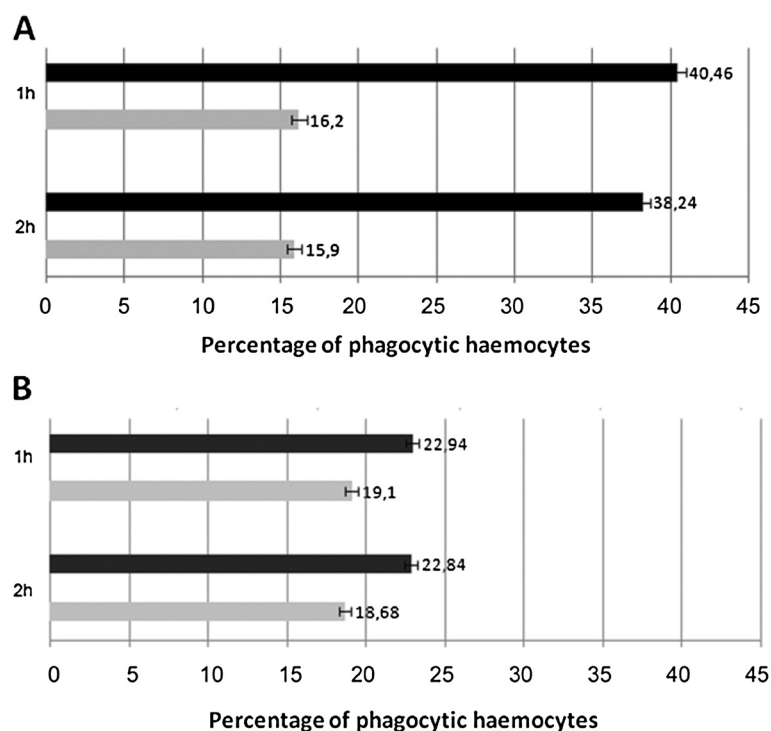 A
1h
40,46
16,2
2h
38,24
15,9
0 5 10 15 20 25 30 35 40 45
Percentage of phagocytic haemocytes
B
1h
22,94
19,1
2h
22,84
18,68
0 5 10 15 20 25 30 35 40 45
Percentage of phagocytic haemocytes